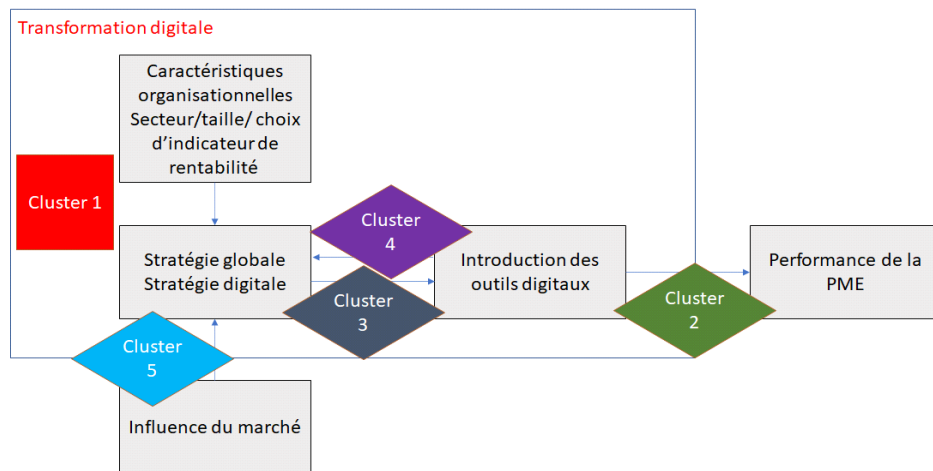 Transformation digitale
Caractéristiques
organisationnelles
Secteur/taille/ choix
d'indicateur de
rentabilité
Cluster 1
Cluster
4
Stratégie globale
Stratégie digitale
Introduction des
outils digitaux
Performance de la
PME
Cluster
3
Cluster
2
Cluster
5
Influence du marché